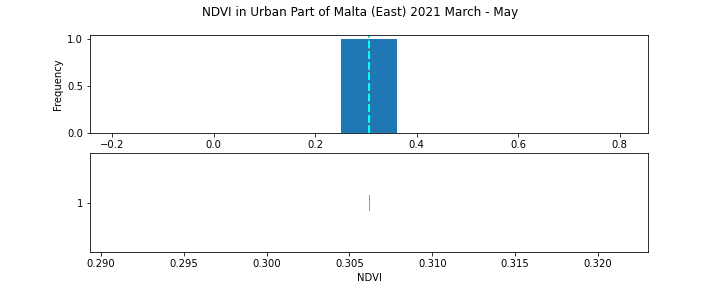 NDVI in Urban Part of Malta (East) 2021 March - May
1.0
0.5
0.0
Frequency
−0.2 0.0 0.2 0.4 0.6 0.8
1
0.290 0.295 0.300 0.305 0.310 0.315 0.320
NDVI